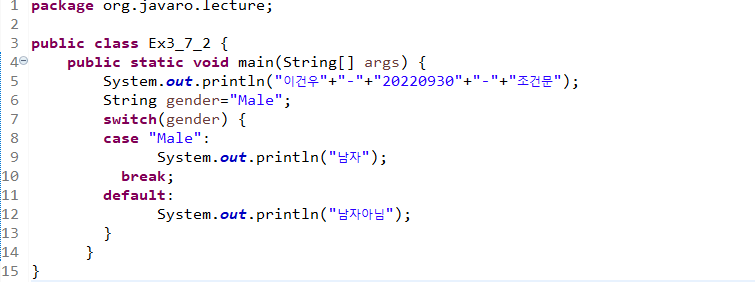 1 package org.javaro.lecture;
2
3 public class Ex3_7_2 {
4 public static void main(String[] args) {
5 System.out.println("이건우"+"-"+"20220930"+"-"+"조건문");
6 String gender="Male";
7 switch(gender) {
8 case "Male":
9 System.out.println("남자");
10 break;
11 default:
12 System.out.println("남자아님");
13 }
14 }
15 }